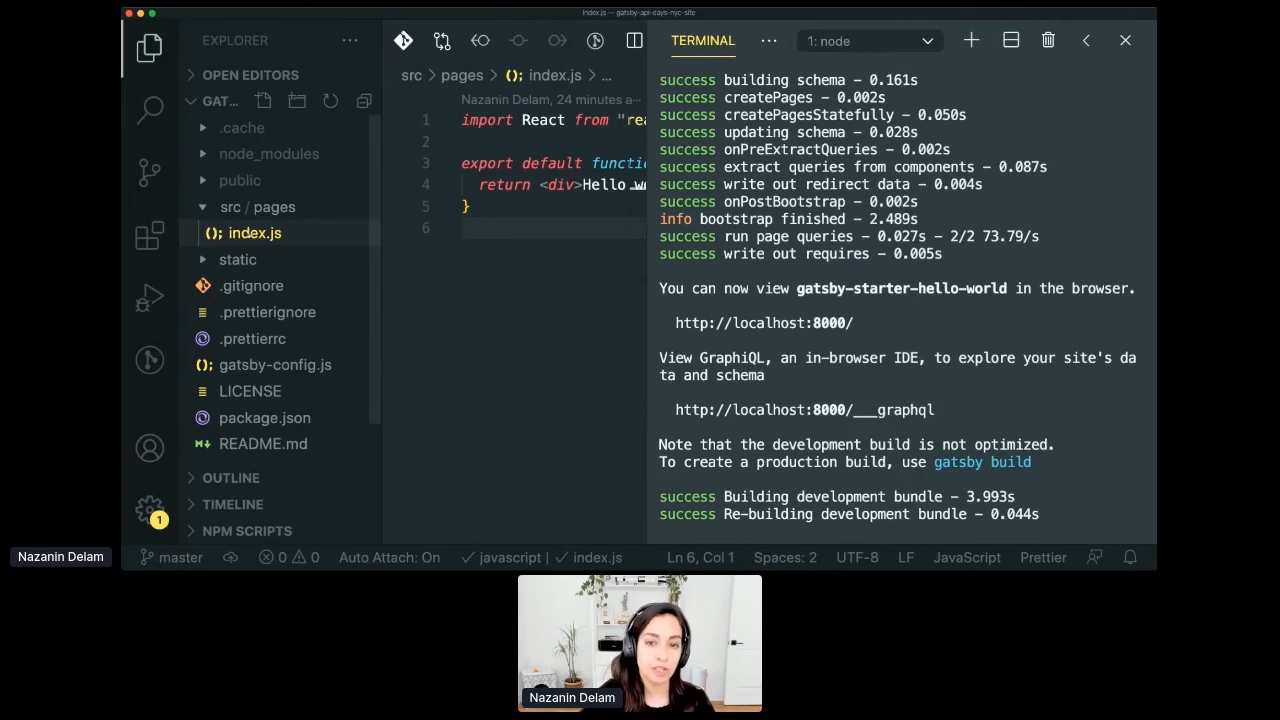 index.js — gatsby-api-days-nyc-site
EXPLORER
OPEN EDITORS
GAT...
.cache
node_modules
public
src / pages
index.js
static
.gitignore
.prettierignore
.prettierrc
gatsby-config.js
LICENSE
package.json
README.md
OUTLINE
TIMELINE
NPM SCRIPTS
1
src > pages > index.js > ...
Nazanin Delam, 24 minutes a
1 import React from "rea
2
3 export default functio
4 return <div>Hello wo
5 }
6
TERMINAL
1: node
success building schema – 0.161s
success createPages – 0.002s
success createPagesStatefully – 0.050s
success updating schema – 0.028s
success onPreExtractQueries – 0.002s
success extract queries from components – 0.087s
success write out redirect data – 0.004s
success onPostBootstrap – 0.002s
info bootstrap finished – 2.489s
success run page queries – 0.027s – 2/2 73.79/s
success write out requires – 0.005s
You can now view gatsby-starter-hello-world in the browser.
http://localhost:8000/
View GraphiQL, an in-browser IDE, to explore your site's da
ta and schema
http://localhost:8000/___graphql
Note that the development build is not optimized.
To create a production build, use gatsby build
success Building development bundle – 3.993s
success Re-building development bundle – 0.044s
master 0 0 Auto Attach: On ✓ javascript | ✓ index.js Ln 6, Col 1 Spaces: 2 UTF-8 LF JavaScript Prettier
Nazanin Delam
Nazanin Delam